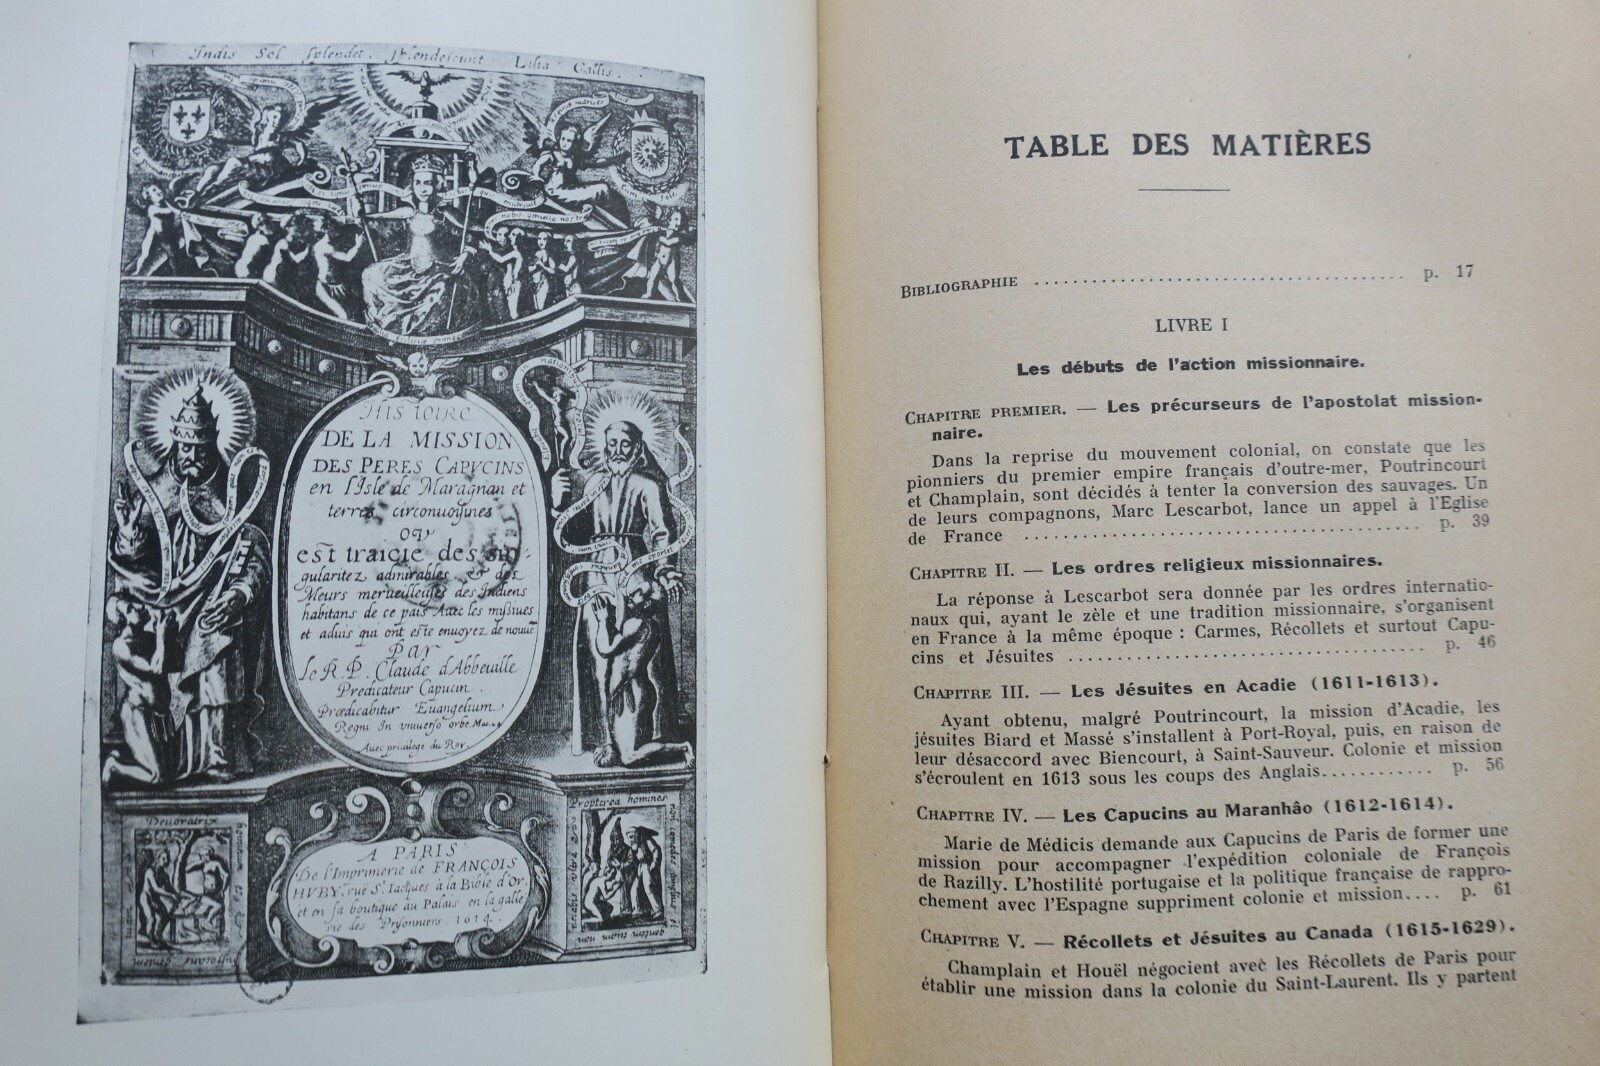 Indis Sol splendet, splendescunt Lilia Gallis.
HISTOIRE
DE LA MISSION
DES PERES CAPVCINS
en l'Isle de Maragnan et
terres circonuoysines
OV
est traicte des sin-
gularitez admirables & des
Meurs merueilleuses des Indiens
habitans de ce pais Auec les missiues
et aduis qui ont este enuoyez de nouue
Par
Le R. P. Claude d'Abbeuille
Predicateur Capucin.
Prædicabitur Euangelium
Regni In vniuerso orbe. Mat.
Auec priuilege du Roy.
Deuoratrix
Propterea homines
A PARIS
De l'Imprimerie de FRANÇOIS
HVBY, rue St. Iacques à la Bible d'Or,
et en sa boutique au Palais en la galle
rie des Prysonniers 1614.
TABLE DES MATIÈRES
BIBLIOGRAPHIE .................................... p. 17
LIVRE I
Les débuts de l'action missionnaire.
CHAPITRE PREMIER. — Les précurseurs de l'apostolat mission-
naire.
Dans la reprise du mouvement colonial, on constate que les
pionniers du premier empire français d'outre-mer, Poutrincourt
et Champlain, sont décidés à tenter la conversion des sauvages. Un
de leurs compagnons, Marc Lescarbot, lance un appel à l'Eglise
de France .................................... p. 39
CHAPITRE II. — Les ordres religieux missionnaires.
La réponse à Lescarbot sera donnée par les ordres internatio-
naux qui, ayant le zèle et une tradition missionnaire, s'organisent
en France à la même époque : Carmes, Récollets et surtout Capu-
cins et Jésuites .................................... p. 46
CHAPITRE III. — Les Jésuites en Acadie (1611-1613).
Ayant obtenu, malgré Poutrincourt, la mission d'Acadie, les
jésuites Biard et Massé s'installent à Port-Royal, puis, en raison de
leur désaccord avec Biencourt, à Saint-Sauveur. Colonie et mission
s'écroulent en 1613 sous les coups des Anglais............ p. 56
CHAPITRE IV. — Les Capucins au Maranhâo (1612-1614).
Marie de Médicis demande aux Capucins de Paris de former une
mission pour accompagner l'expédition coloniale de François
de Razilly. L'hostilité portugaise et la politique française de rappro-
chement avec l'Espagne suppriment colonie et mission.... p. 61
CHAPITRE V. — Récollets et Jésuites au Canada (1615-1629).
Champlain et Houël négocient avec les Récollets de Paris pour
établir une mission dans la colonie du Saint-Laurent. Ils y partent